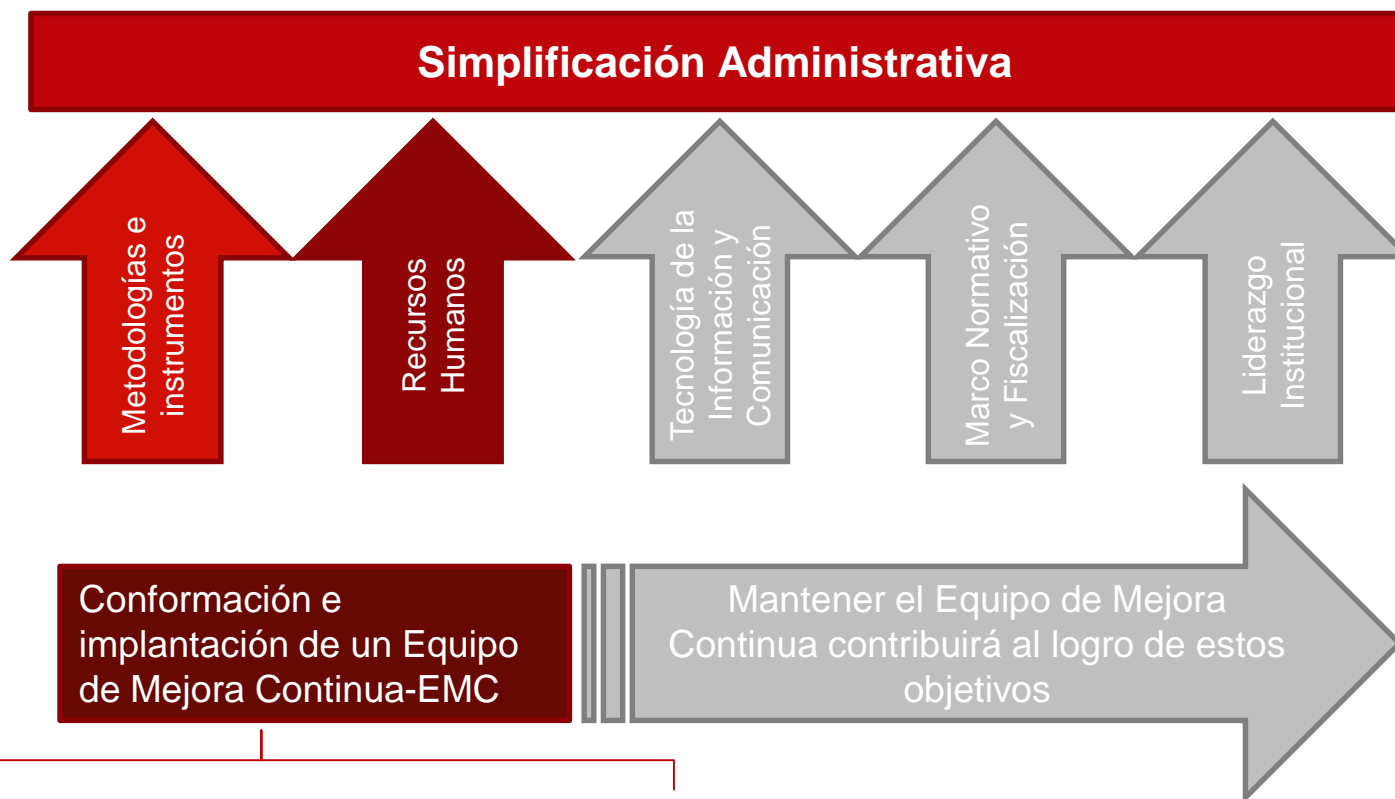 Simplificación Administrativa
Metodologías e
instrumentos
Recursos
Humanos
Tecnología de la
Información y
Comunicación
Marco Normativo
y Fiscalización
Liderazgo
Institucional
Conformación e
implantación de un Equipo
de Mejora Continua-EMC
Mantener el Equipo de Mejora
Continua contribuirá al logro de estos
objetivos